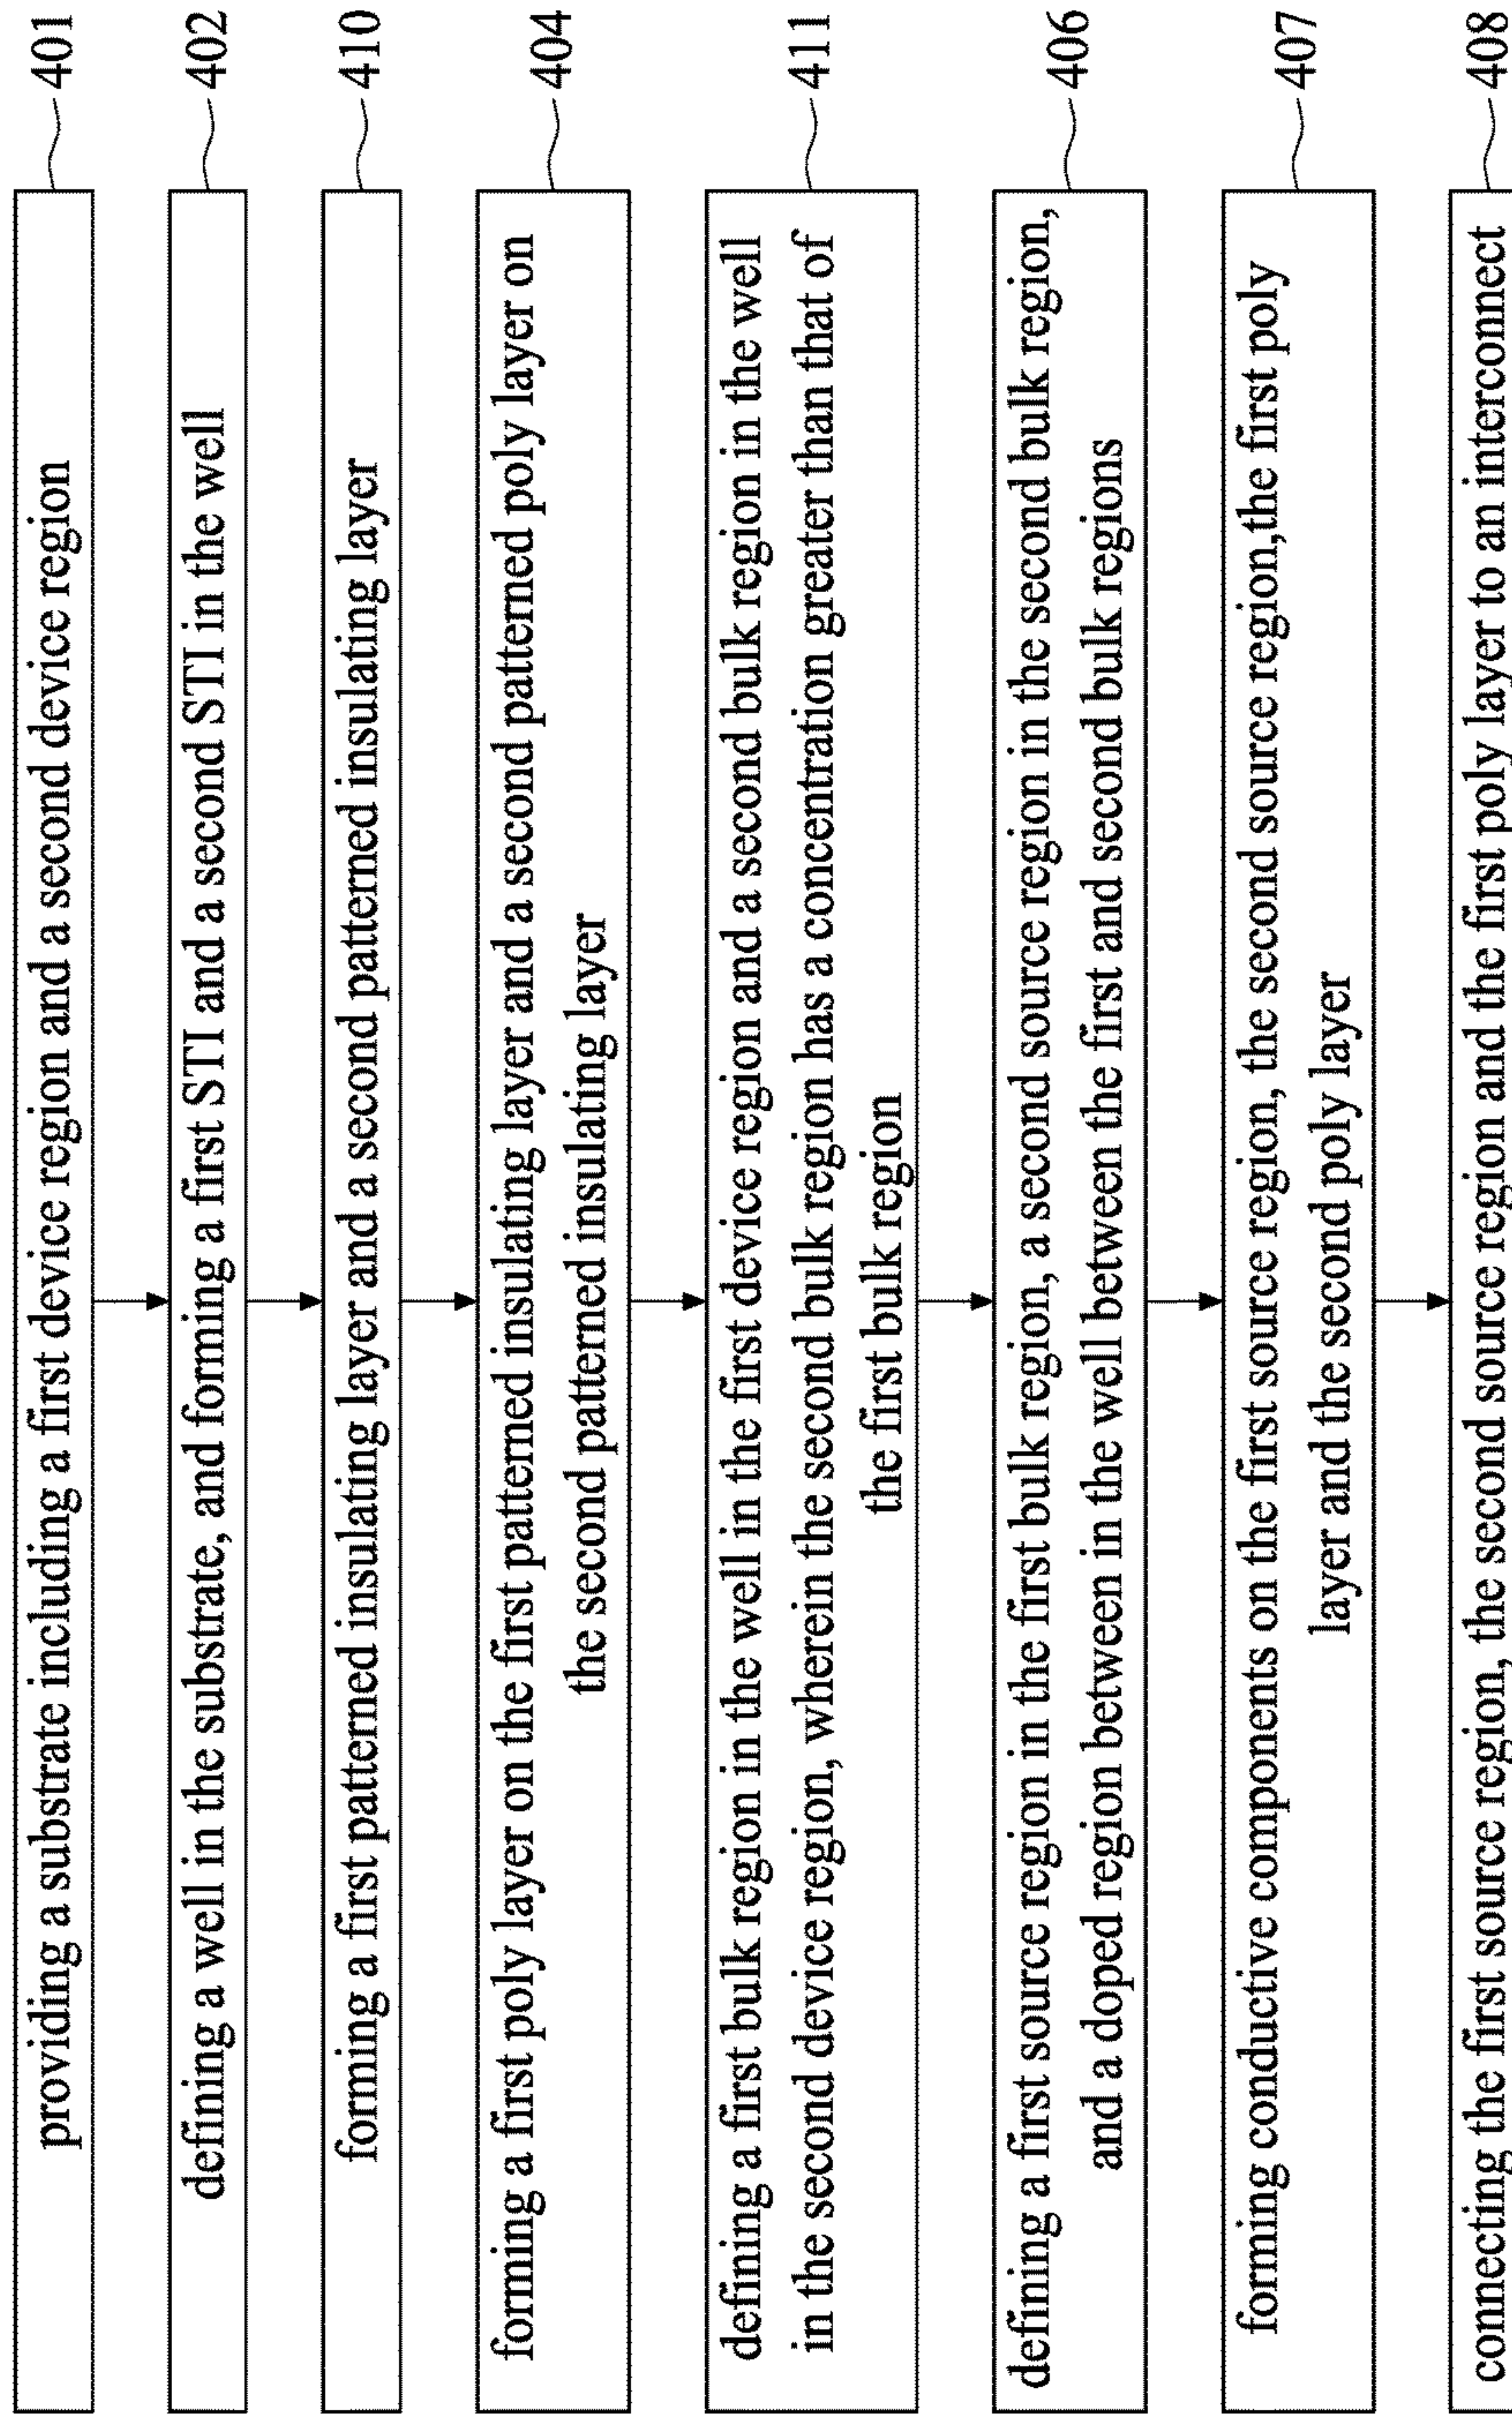 providing a substrate including a first device region and a second device region
401
defining a well in the substrate, and forming a first STI and a second STI in the well
402
forming a first patterned insulating layer and a second patterned insulating layer
410
forming a first poly layer on the first patterned insulating layer and a second patterned poly layer on
the second patterned insulating layer
404
defining a first bulk region in the well in the first device region and a second bulk region in the well
in the second device region, wherein the second bulk region has a concentration greater than that of
the first bulk region
411
defining a first source region in the first bulk region, a second source region in the second bulk region,
and a doped region between in the well between the first and second bulk regions
406
forming conductive components on the first source region, the second source region,the first poly
layer and the second poly layer
407
connecting the first source region, the second source region and the first poly layer to an interconnect
408